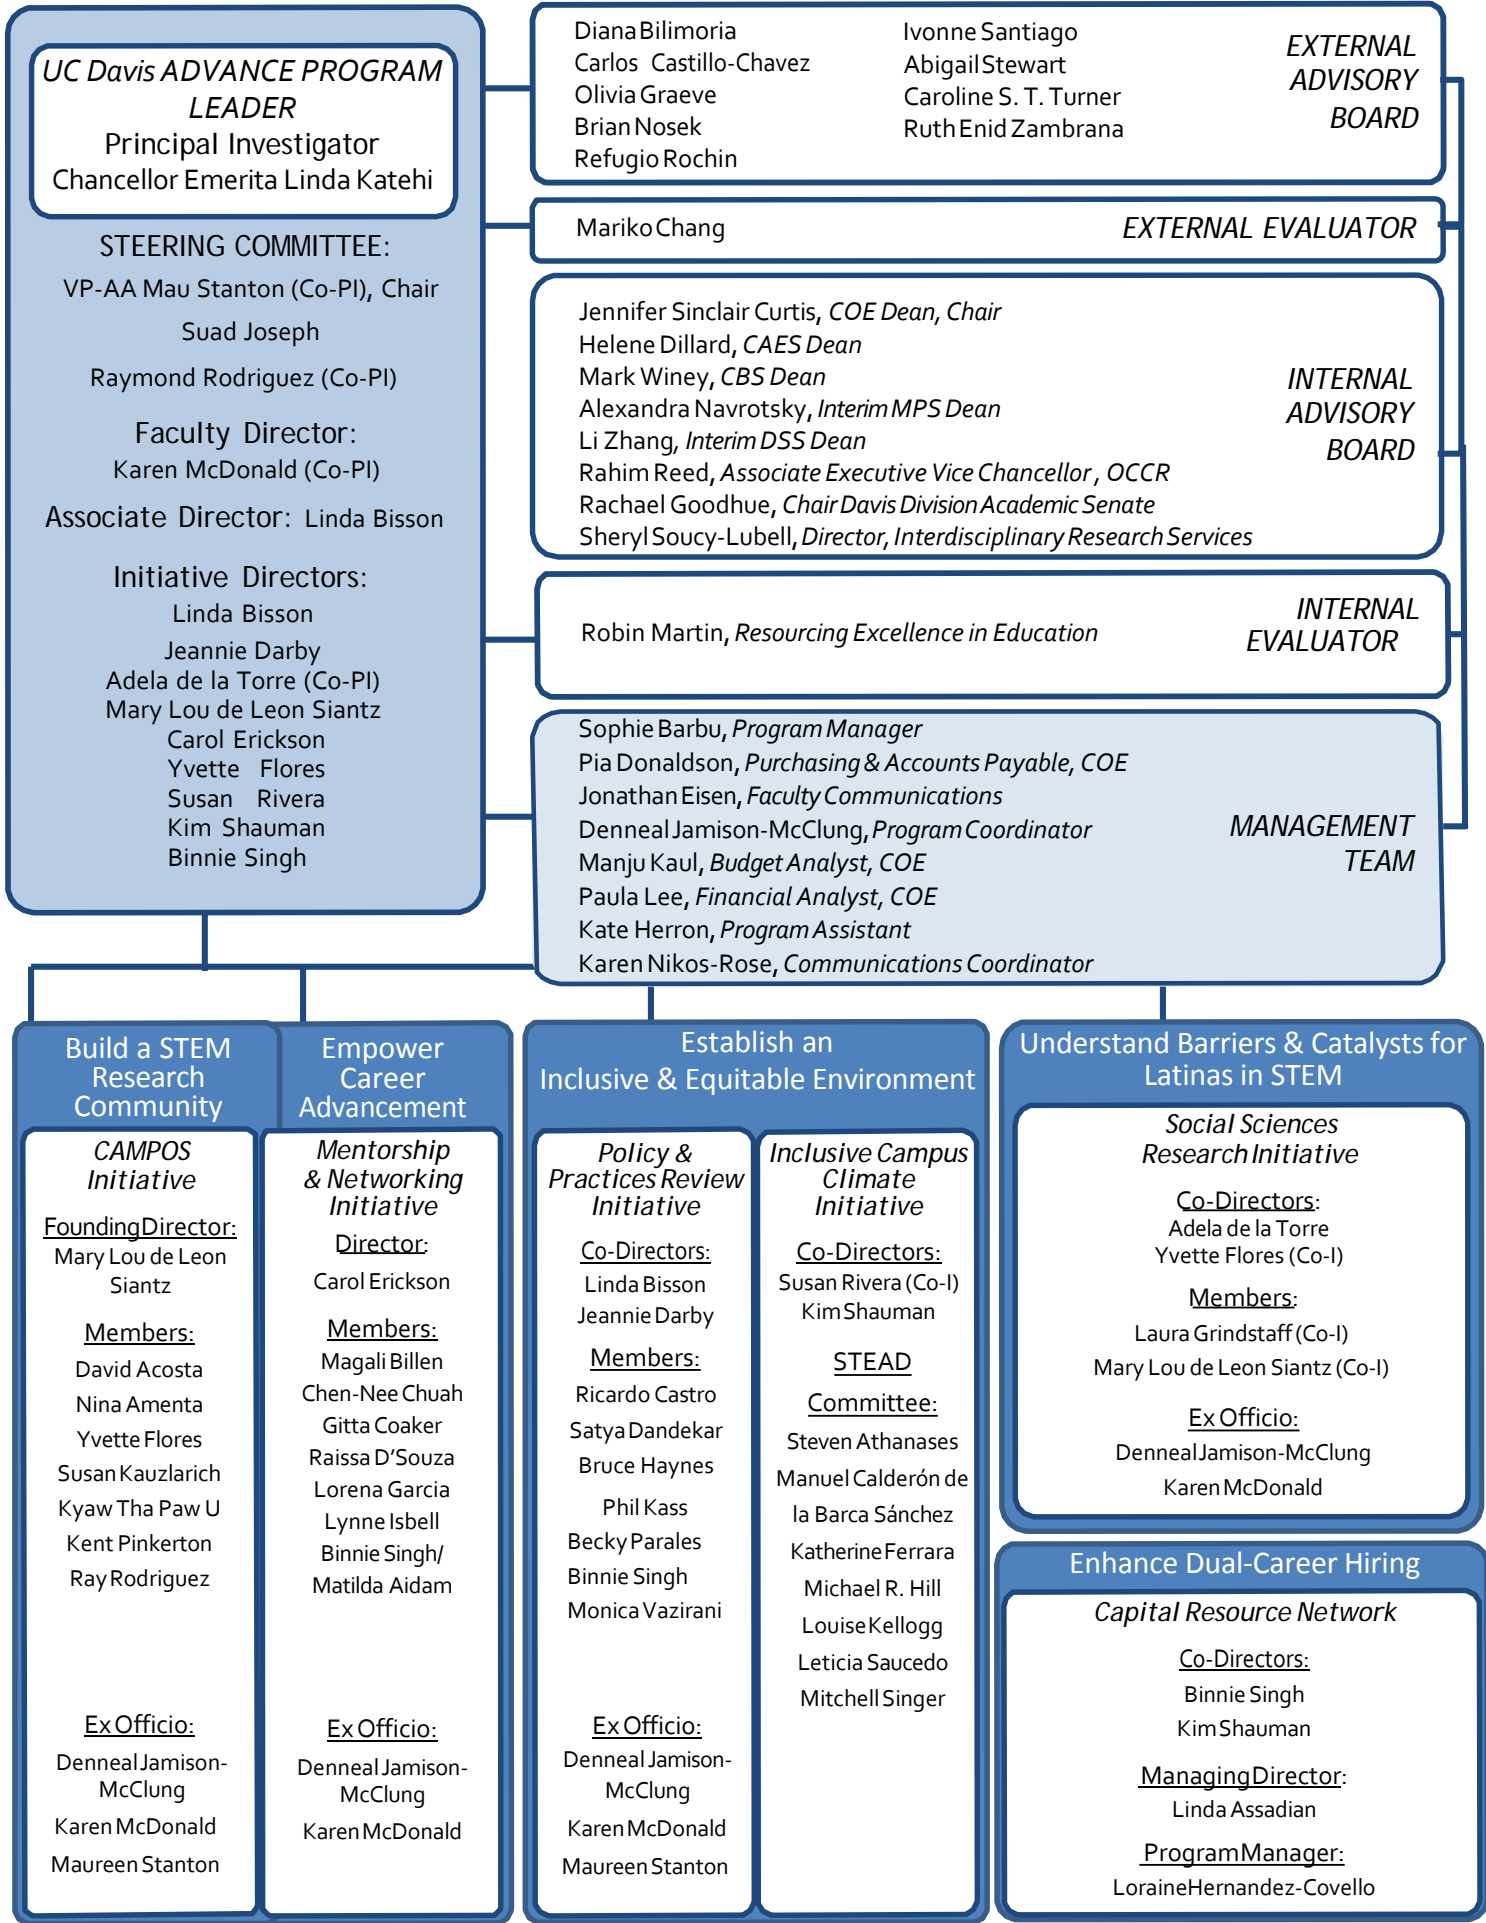 UC Davis ADVANCE PROGRAM
LEADER
Principal Investigator
Chancellor Emerita Linda Katehi
STEERING COMMITTEE:
VP-AA Mau Stanton (Co-PI), Chair
Suad Joseph
Raymond Rodriguez (Co-PI)
Faculty Director:
Karen McDonald (Co-PI)
Associate Director: Linda Bisson
Initiative Directors:
Linda Bisson
Jeannie Darby
Adela de la Torre (Co-PI)
Mary Lou de Leon Siantz
Carol Erickson
Yvette Flores
Susan Rivera
Kim Shauman
Binnie Singh
Diana Bilimoria
Carlos Castillo-Chavez
Olivia Graeve
Brian Nosek
Refugio Rochin
Ivonne Santiago
Abigail Stewart
Caroline S. T. Turner
Ruth Enid Zambrana
EXTERNAL
ADVISORY
BOARD
Mariko Chang
EXTERNAL EVALUATOR
Jennifer Sinclair Curtis, COE Dean, Chair
Helene Dillard, CAES Dean
Mark Winey, CBS Dean
Alexandra Navrotsky, Interim MPS Dean
Li Zhang, Interim DSS Dean
Rahim Reed, Associate Executive Vice Chancellor, OCCR
Rachael Goodhue, Chair Davis Division Academic Senate
Sheryl Soucy-Lubell, Director, Interdisciplinary Research Services
INTERNAL
ADVISORY
BOARD
Robin Martin, Resourcing Excellence in Education
INTERNAL
EVALUATOR
Sophie Barbu, Program Manager
Pia Donaldson, Purchasing & Accounts Payable, COE
Jonathan Eisen, Faculty Communications
Denneal Jamison-McClung, Program Coordinator
Manju Kaul, Budget Analyst, COE
Paula Lee, Financial Analyst, COE
Kate Herron, Program Assistant
Karen Nikos-Rose, Communications Coordinator
MANAGEMENT
TEAM
Build a STEM
Research
Community
CAMPOS
Initiative
Founding Director:
Mary Lou de Leon
Siantz
Members:
David Acosta
Nina Amenta
Yvette Flores
Susan Kauzlarich
Kyaw Tha Paw U
Kent Pinkerton
Ray Rodriguez
Ex Officio:
Denneal Jamison-
McClung
Karen McDonald
Maureen Stanton
Empower
Career
Advancement
Mentorship
& Networking
Initiative
Director:
Carol Erickson
Members:
Magali Billen
Chen-Nee Chuah
Gitta Coaker
Raissa D'Souza
Lorena Garcia
Lynne Isbell
Binnie Singh/
Matilda Aidam
Ex Officio:
Denneal Jamison-
McClung
Karen McDonald
Establish an
Inclusive & Equitable Environment
Policy &
Practices Review
Initiative
Co-Directors:
Linda Bisson
Jeannie Darby
Members:
Ricardo Castro
Satya Dandekar
Bruce Haynes
Phil Kass
Becky Parales
Binnie Singh
Monica Vazirani
Ex Officio:
Denneal Jamison-
McClung
Karen McDonald
Maureen Stanton
Inclusive Campus
Climate
Initiative
Co-Directors:
Susan Rivera (Co-I)
Kim Shauman
STEAD
Committee:
Steven Athanases
Manuel Calderón de
la Barca Sánchez
Katherine Ferrara
Michael R. Hill
Louise Kellogg
Leticia Saucedo
Mitchell Singer
Understand Barriers & Catalysts for
Latinas in STEM
Social Sciences
Research Initiative
Co-Directors:
Adela de la Torre
Yvette Flores (Co-I)
Members:
Laura Grindstaff (Co-I)
Mary Lou de Leon Siantz (Co-I)
Ex Officio:
Denneal Jamison-McClung
Karen McDonald
Enhance Dual-Career Hiring
Capital Resource Network
Co-Directors:
Binnie Singh
Kim Shauman
Managing Director:
Linda Assadian
Program Manager:
Loraine Hernandez-Covello